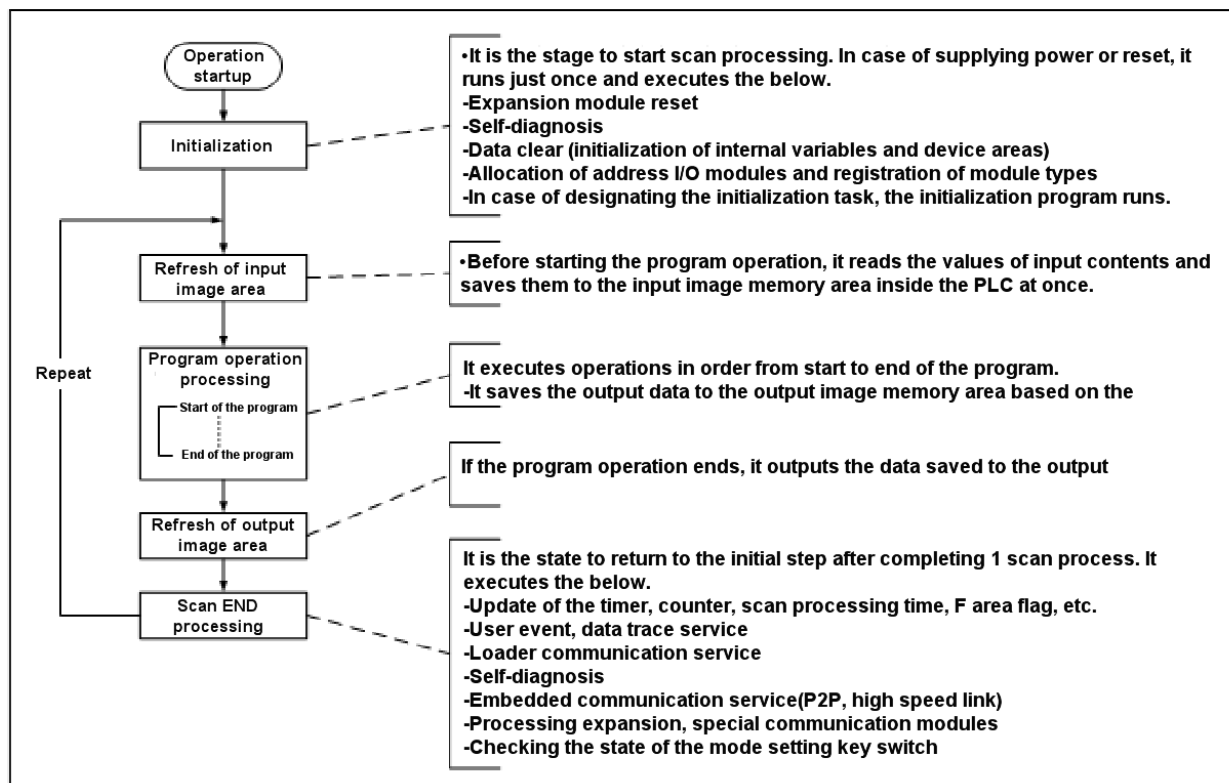 Operation
startup
•It is the stage to start scan processing. In case of supplying power or reset, it
runs just once and executes the below.
-Expansion module reset
-Self-diagnosis
-Data clear (initialization of internal variables and device areas)
-Allocation of address I/O modules and registration of module types
-In case of designating the initialization task, the initialization program runs.
Initialization
Refresh of input
image area
•Before starting the program operation, it reads the values of input contents and
saves them to the input image memory area inside the PLC at once.
Repeat
Program operation
processing
Start of the program
End of the program
It executes operations in order from start to end of the program.
-It saves the output data to the output image memory area based on the
If the program operation ends, it outputs the data saved to the output
Refresh of output
image area
Scan END
processing
It is the state to return to the initial step after completing 1 scan process. It
executes the below.
-Update of the timer, counter, scan processing time, F area flag, etc.
-User event, data trace service
-Loader communication service
-Self-diagnosis
-Embedded communication service(P2P, high speed link)
-Processing expansion, special communication modules
-Checking the state of the mode setting key switch